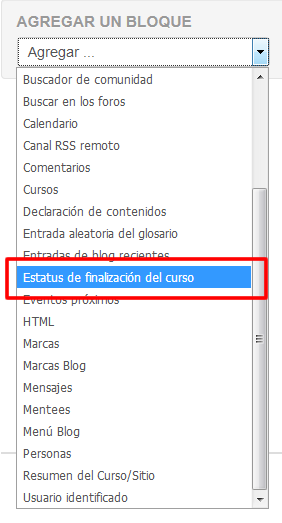 AGREGAR UN BLOQUE
Agregar ...
Buscador de comunidad
Buscar en los foros
Calendario
Canal RSS remoto
Comentarios
Cursos
Declaración de contenidos
Entrada aleatoria del glosario
Entradas de blog recientes
Estatus de finalización del curso
Eventos próximos
HTML
Marcas
Marcas Blog
Mensajes
Mentees
Menú Blog
Personas
Resumen del Curso/Sitio
Usuario identificado